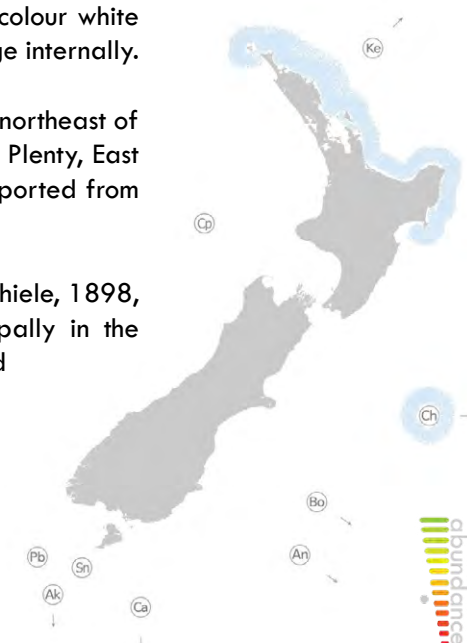 colour white
ge internally.
northeast of
Plenty, East
ported from
hiele, 1898,
pally in the
d
Ke
Cp
Ch
Bo
An
Pb
Sn
Ak
Ca
abundance